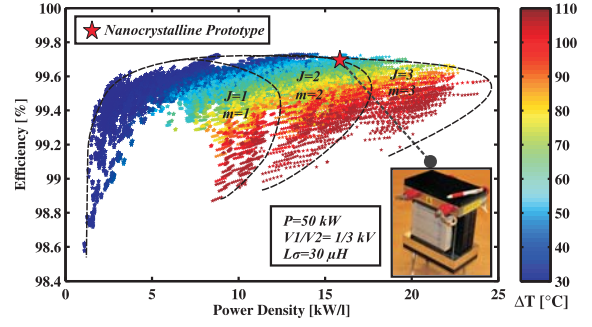 Nanocrystalline Prototype
100
99.8
99.6
99.4
99.2
99
98.8
98.6
98.4
Efficiency [%]
J=1
m=1
J=2
m=2
J=3
m=3
P=50 kW
V1/V2= 1/3 kV
Lσ=30 μH
0
5
10
15
20
25
Power Density [kW/l]
110
100
90
80
70
60
50
40
30
ΔT [°C]